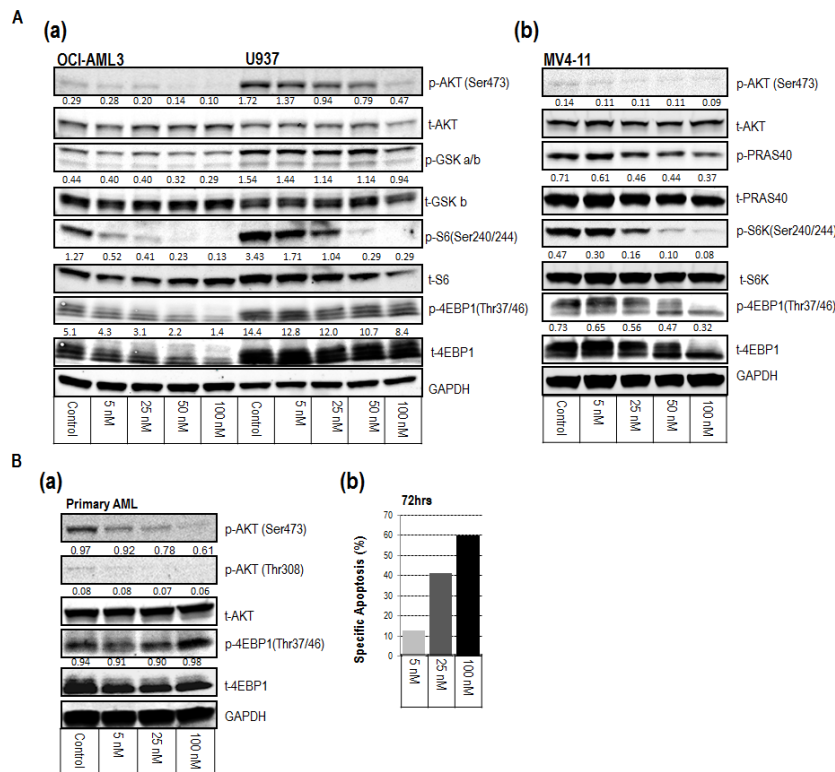 A
(a)
(b)
OCI-AML3 U937
MV4-11
p-AKT (Ser473)
0.29 0.28 0.20 0.14 0.10 1.72 1.37 0.94 0.79 0.47
t-AKT
p-GSK a/b
0.44 0.40 0.40 0.32 0.29 1.54 1.44 1.14 1.14 0.94
t-GSK b
p-S6(Ser240/244)
1.27 0.52 0.41 0.23 0.13 3.43 1.71 1.04 0.29 0.29
t-S6
p-4EBP1(Thr37/46)
5.1 4.3 3.1 2.2 1.4 14.4 12.8 12.0 10.7 8.4
t-4EBP1
GAPDH
Control 5 nM 25 nM 50 nM 100 nM Control 5 nM 25 nM 50 nM 100 nM
p-AKT (Ser473)
0.14 0.11 0.11 0.11 0.09
t-AKT
p-PRAS40
0.71 0.61 0.46 0.44 0.37
t-PRAS40
p-S6K(Ser240/244)
0.47 0.30 0.16 0.10 0.08
t-S6K
p-4EBP1(Thr37/46)
0.73 0.65 0.56 0.47 0.32
t-4EBP1
GAPDH
Control 5 nM 25 nM 50 nM 100 nM
B
(a)
(b)
Primary AML
p-AKT (Ser473)
0.97 0.92 0.78 0.61
p-AKT (Thr308)
0.08 0.08 0.07 0.06
t-AKT
p-4EBP1(Thr37/46)
0.94 0.91 0.90 0.98
t-4EBP1
GAPDH
Control 5 nM 25 nM 100 nM
72hrs
Specific Apoptosis (%)
70
60
50
40
30
20
10
0
5 nM 25 nM 100 nM